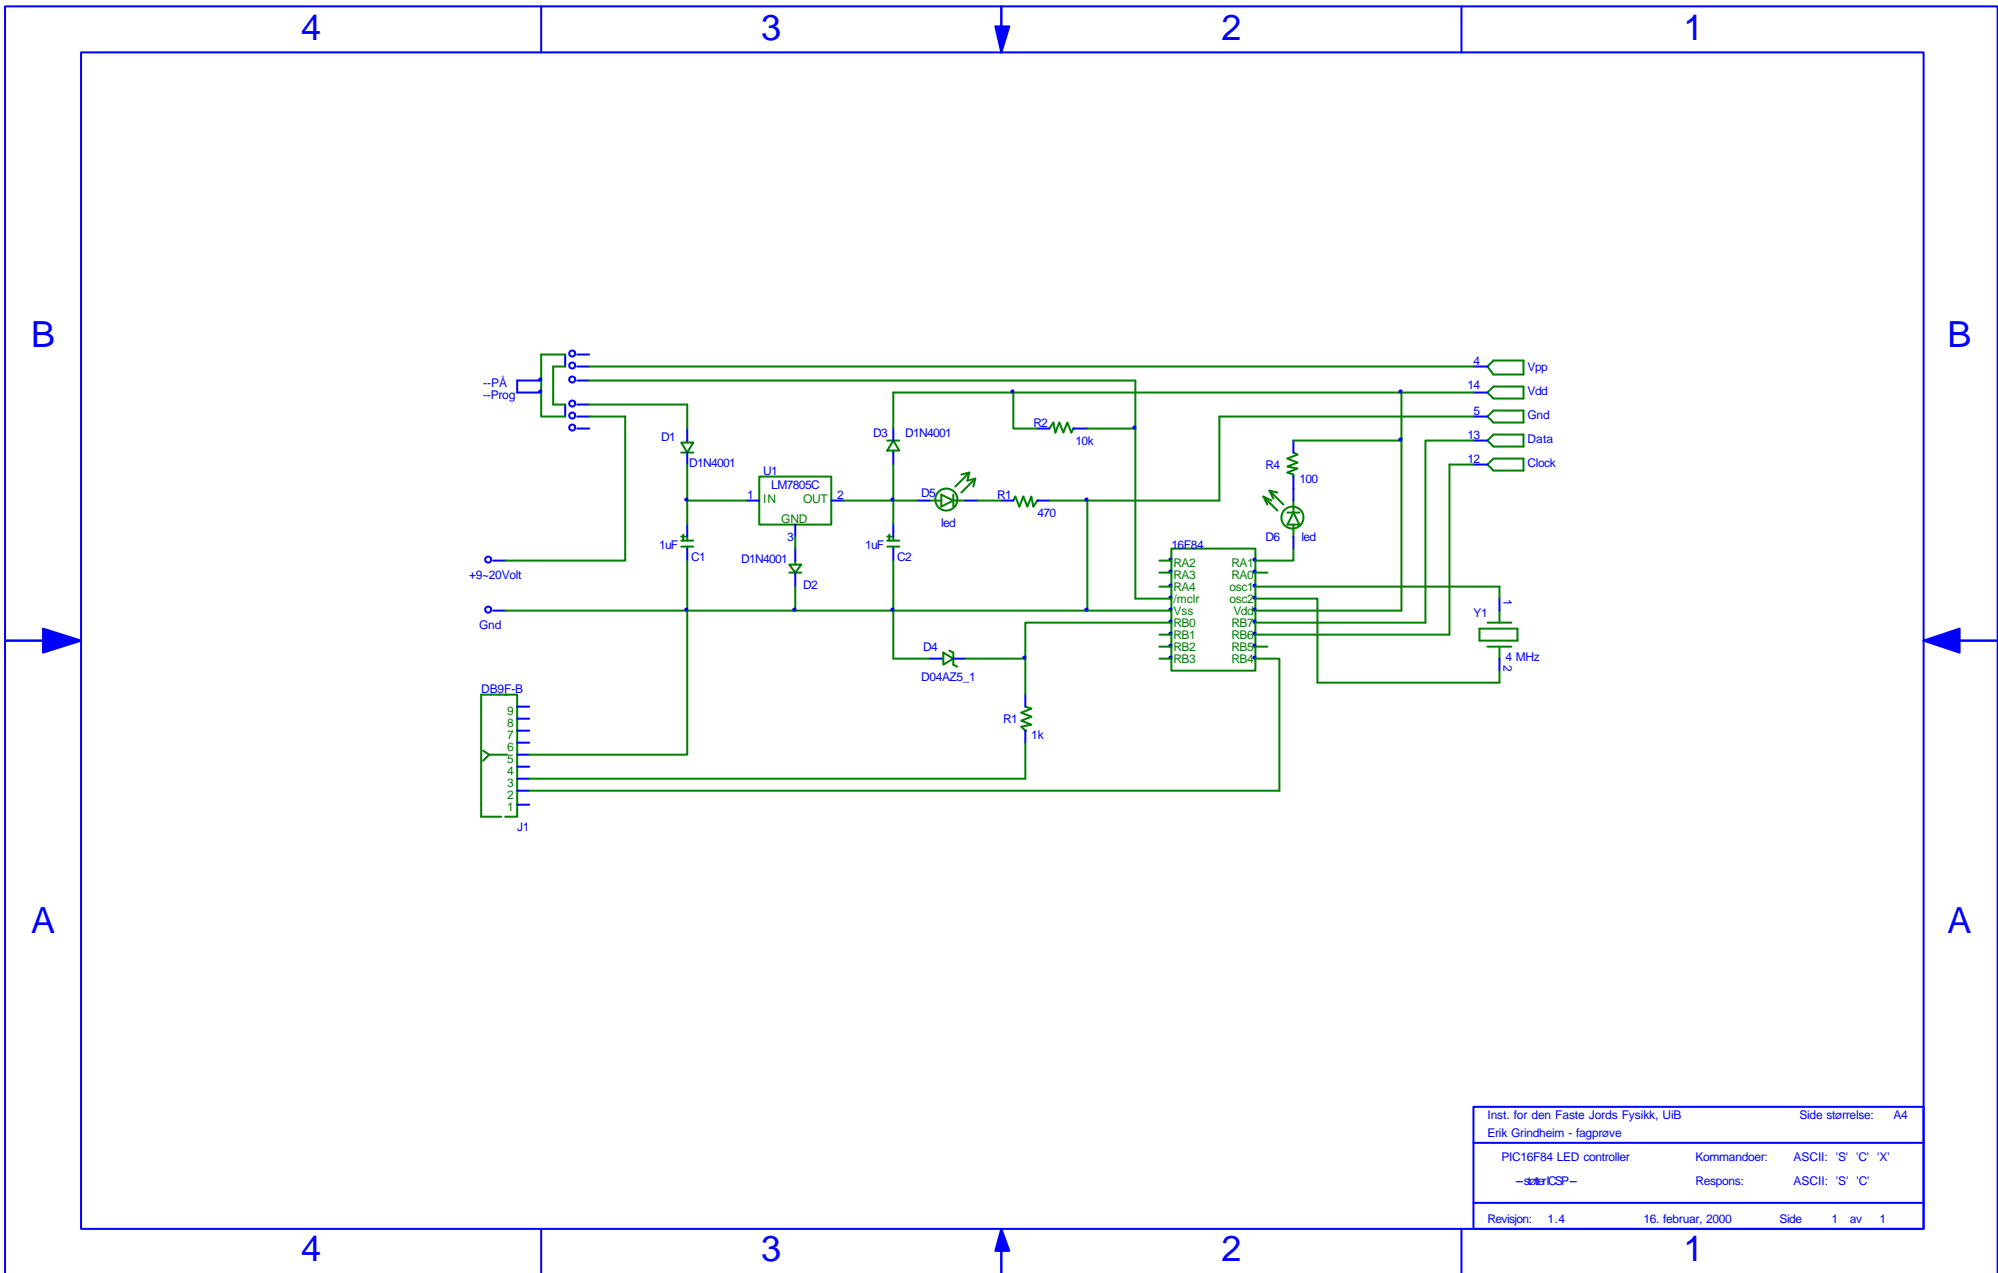 4 3 2 1
B B
--PÅ
--Prog
4 Vpp
14 Vdd
5 Gnd
13 Data
12 Clock
D1
D1N4001
D3 D1N4001
R2
10k
R4
100
U1
LM7805C
1 IN OUT 2
GND
3
D5
led
R1
470
D6 led
1uF C1
D1N4001
D2
1uF C2
+9~20Volt
Gnd
16F84
RA2 RA1
RA3 RA0
RA4 osc1
/mclr osc2
Vss Vdd
RB0 RB7
RB1 RB6
RB2 RB5
RB3 RB4
Y1
1
4 MHz
2
D4
D04AZ5_1
R1
1k
DB9F-B
9
8
7
6
5
4
3
2
1
J1
A A
Inst. for den Faste Jords Fysikk, UiB Side størrelse: A4
Erik Grindheim - fagprøve
PIC16F84 LED controller Kommandoer: ASCII: 'S' 'C' 'X'
--støtter ICSP-- Respons: ASCII: 'S' 'C'
Revisjon: 1.4 16. februar, 2000 Side 1 av 1
4 3 2 1